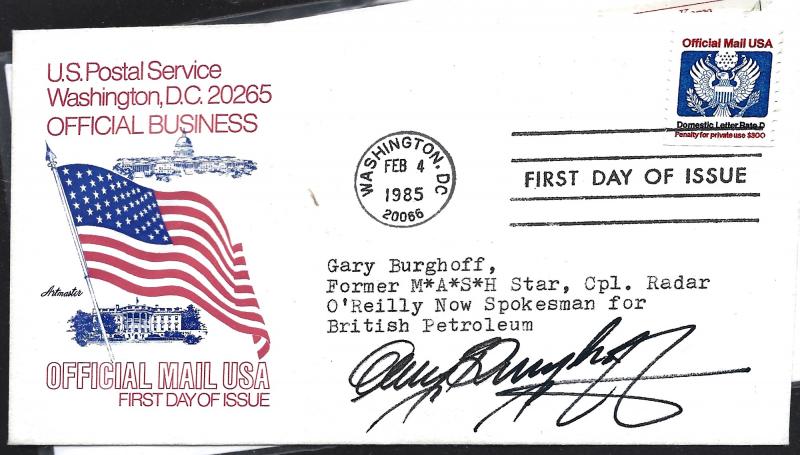 U.S. Postal Service
Washington, D.C. 20265
OFFICIAL BUSINESS
Artmaster
OFFICIAL MAIL USA
FIRST DAY OF ISSUE
WASHINGTON, DC
FEB 4
1985
20066
Official Mail USA
Domestic Letter Rate D
Penalty for private use $300
FIRST DAY OF ISSUE
Gary Burghoff,
Former M*A*S*H Star, Cpl. Radar
O'Reilly Now Spokesman for
British Petroleum
Gary Burghoff